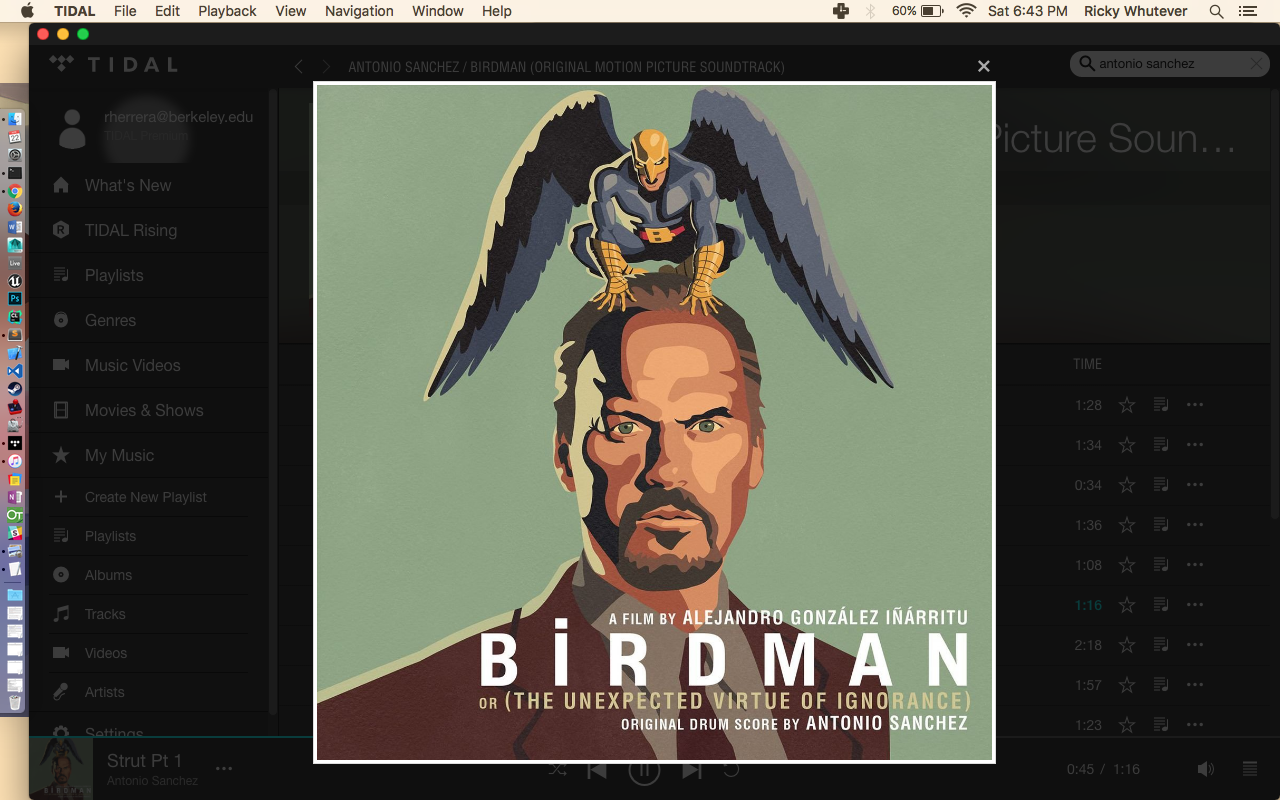 TIDAL File Edit Playback View Navigation Window Help 60% Sat 6:43 PM Ricky Whutever
TIDAL
ANTONIO SANCHEZ / BIRDMAN (ORIGINAL MOTION PICTURE SOUNDTRACK)
antonio sanchez
rherrera@berkeley.edu
TIDAL Premium
Picture Soun...
What's New
TIDAL Rising
Playlists
Genres
Music Videos
Movies & Shows
My Music
Create New Playlist
Playlists
Albums
Tracks
Videos
Artists
Settings
TIME
1:28
1:34
0:34
1:36
1:08
1:16
2:18
1:57
1:23
A FILM BY ALEJANDRO GONZÁLEZ IÑÁRRITU
BİRDMAN
OR (THE UNEXPECTED VIRTUE OF IGNORANCE)
ORIGINAL DRUM SCORE BY ANTONIO SANCHEZ
Strut Pt 1
Antonio Sanchez
0:45 / 1:16